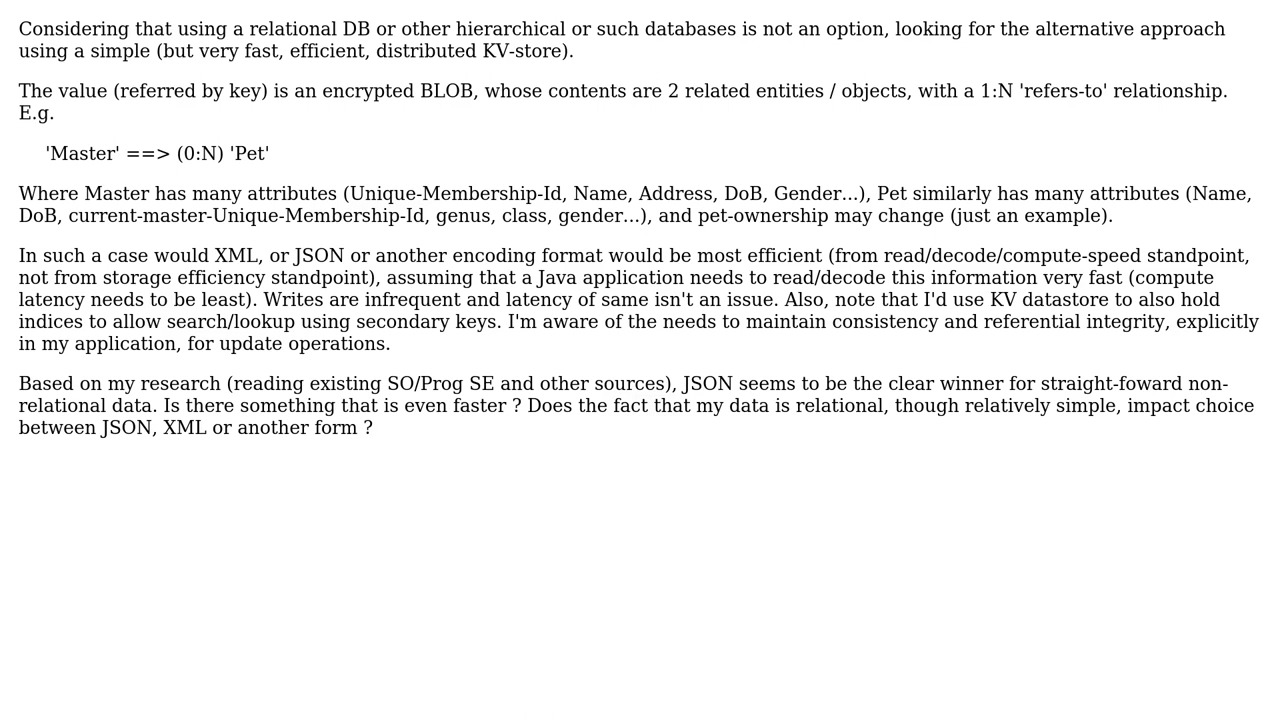 Considering that using a relational DB or other hierarchical or such databases is not an option, looking for the alternative approach
using a simple (but very fast, efficient, distributed KV-store).
The value (referred by key) is an encrypted BLOB, whose contents are 2 related entities / objects, with a 1:N 'refers-to' relationship.
E.g.
'Master' ==> (0:N) 'Pet'
Where Master has many attributes (Unique-Membership-Id, Name, Address, DoB, Gender...), Pet similarly has many attributes (Name,
DoB, current-master-Unique-Membership-Id, genus, class, gender...), and pet-ownership may change (just an example).
In such a case would XML, or JSON or another encoding format would be most efficient (from read/decode/compute-speed standpoint,
not from storage efficiency standpoint), assuming that a Java application needs to read/decode this information very fast (compute
latency needs to be least). Writes are infrequent and latency of same isn't an issue. Also, note that I'd use KV datastore to also hold
indices to allow search/lookup using secondary keys. I'm aware of the needs to maintain consistency and referential integrity, explicitly
in my application, for update operations.
Based on my research (reading existing SO/Prog SE and other sources), JSON seems to be the clear winner for straight-foward non-
relational data. Is there something that is even faster ? Does the fact that my data is relational, though relatively simple, impact choice
between JSON, XML or another form ?